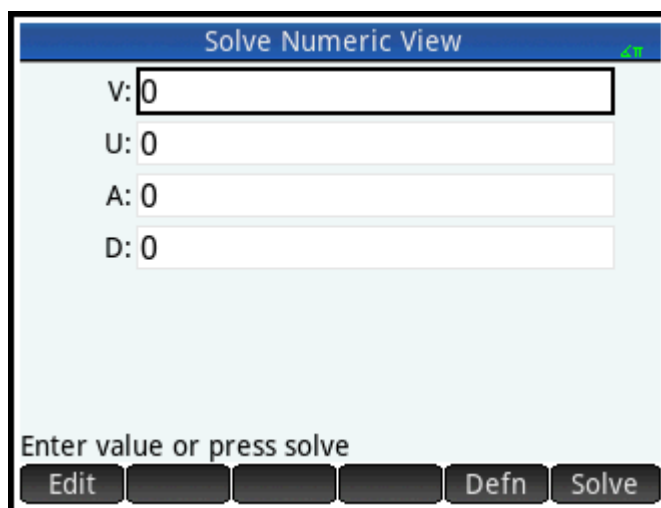 Solve Numeric View ∡π
V: 0
U: 0
A: 0
D: 0
Enter value or press solve
Edit Defn Solve